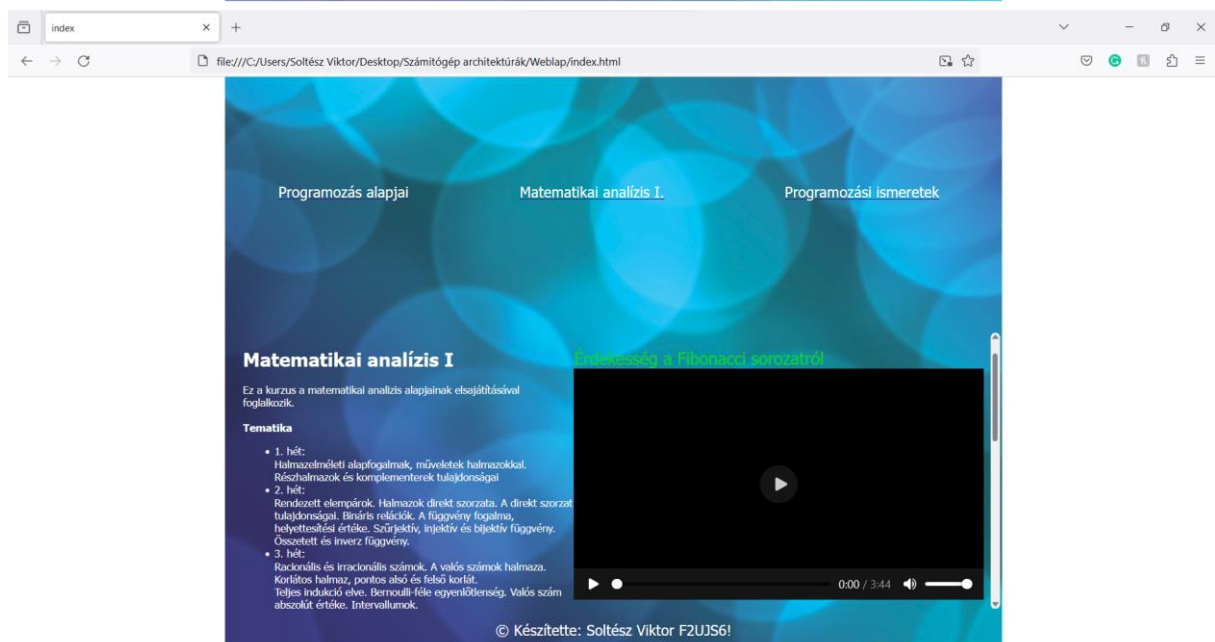 index
file:///C:/Users/Soltész Viktor/Desktop/Számitógép architektúrák/Weblap/index.html
Programozás alapjai
Matematikai analízis I.
Programozási ismeretek
Matematikai analízis I
Ez a kurzus a matematikai analizis alapjainak elsajátításával
foglalkozik.
Tematika
• 1. hét:
Halmazelméleti alapfogalmak, műveletek halmazokkal.
Részhalmazok és komplementerek tulajdonságai
• 2. hét:
Rendezett elempárok. Halmazok direkt szorzata. A direkt szorzat
tulajdonságai. Bináris relációk. A függvény fogalma,
helyettesítési értéke. Szűrjektív, injektív és bijektív függvény.
Összetett és inverz függvény.
• 3. hét:
Racionális és irracionális számok. A valós számok halmaza.
Korlátos halmaz, pontos alsó és felső korlát.
Teljes indukció elve. Bernoulli-féle egyenlőtlenség. Valós szám
abszolút értéke. Intervallumok.
Érdekesség a Fibonacci sorozatról
0:00 / 3:44
© Készítette: Soltész Viktor F2UJS6!